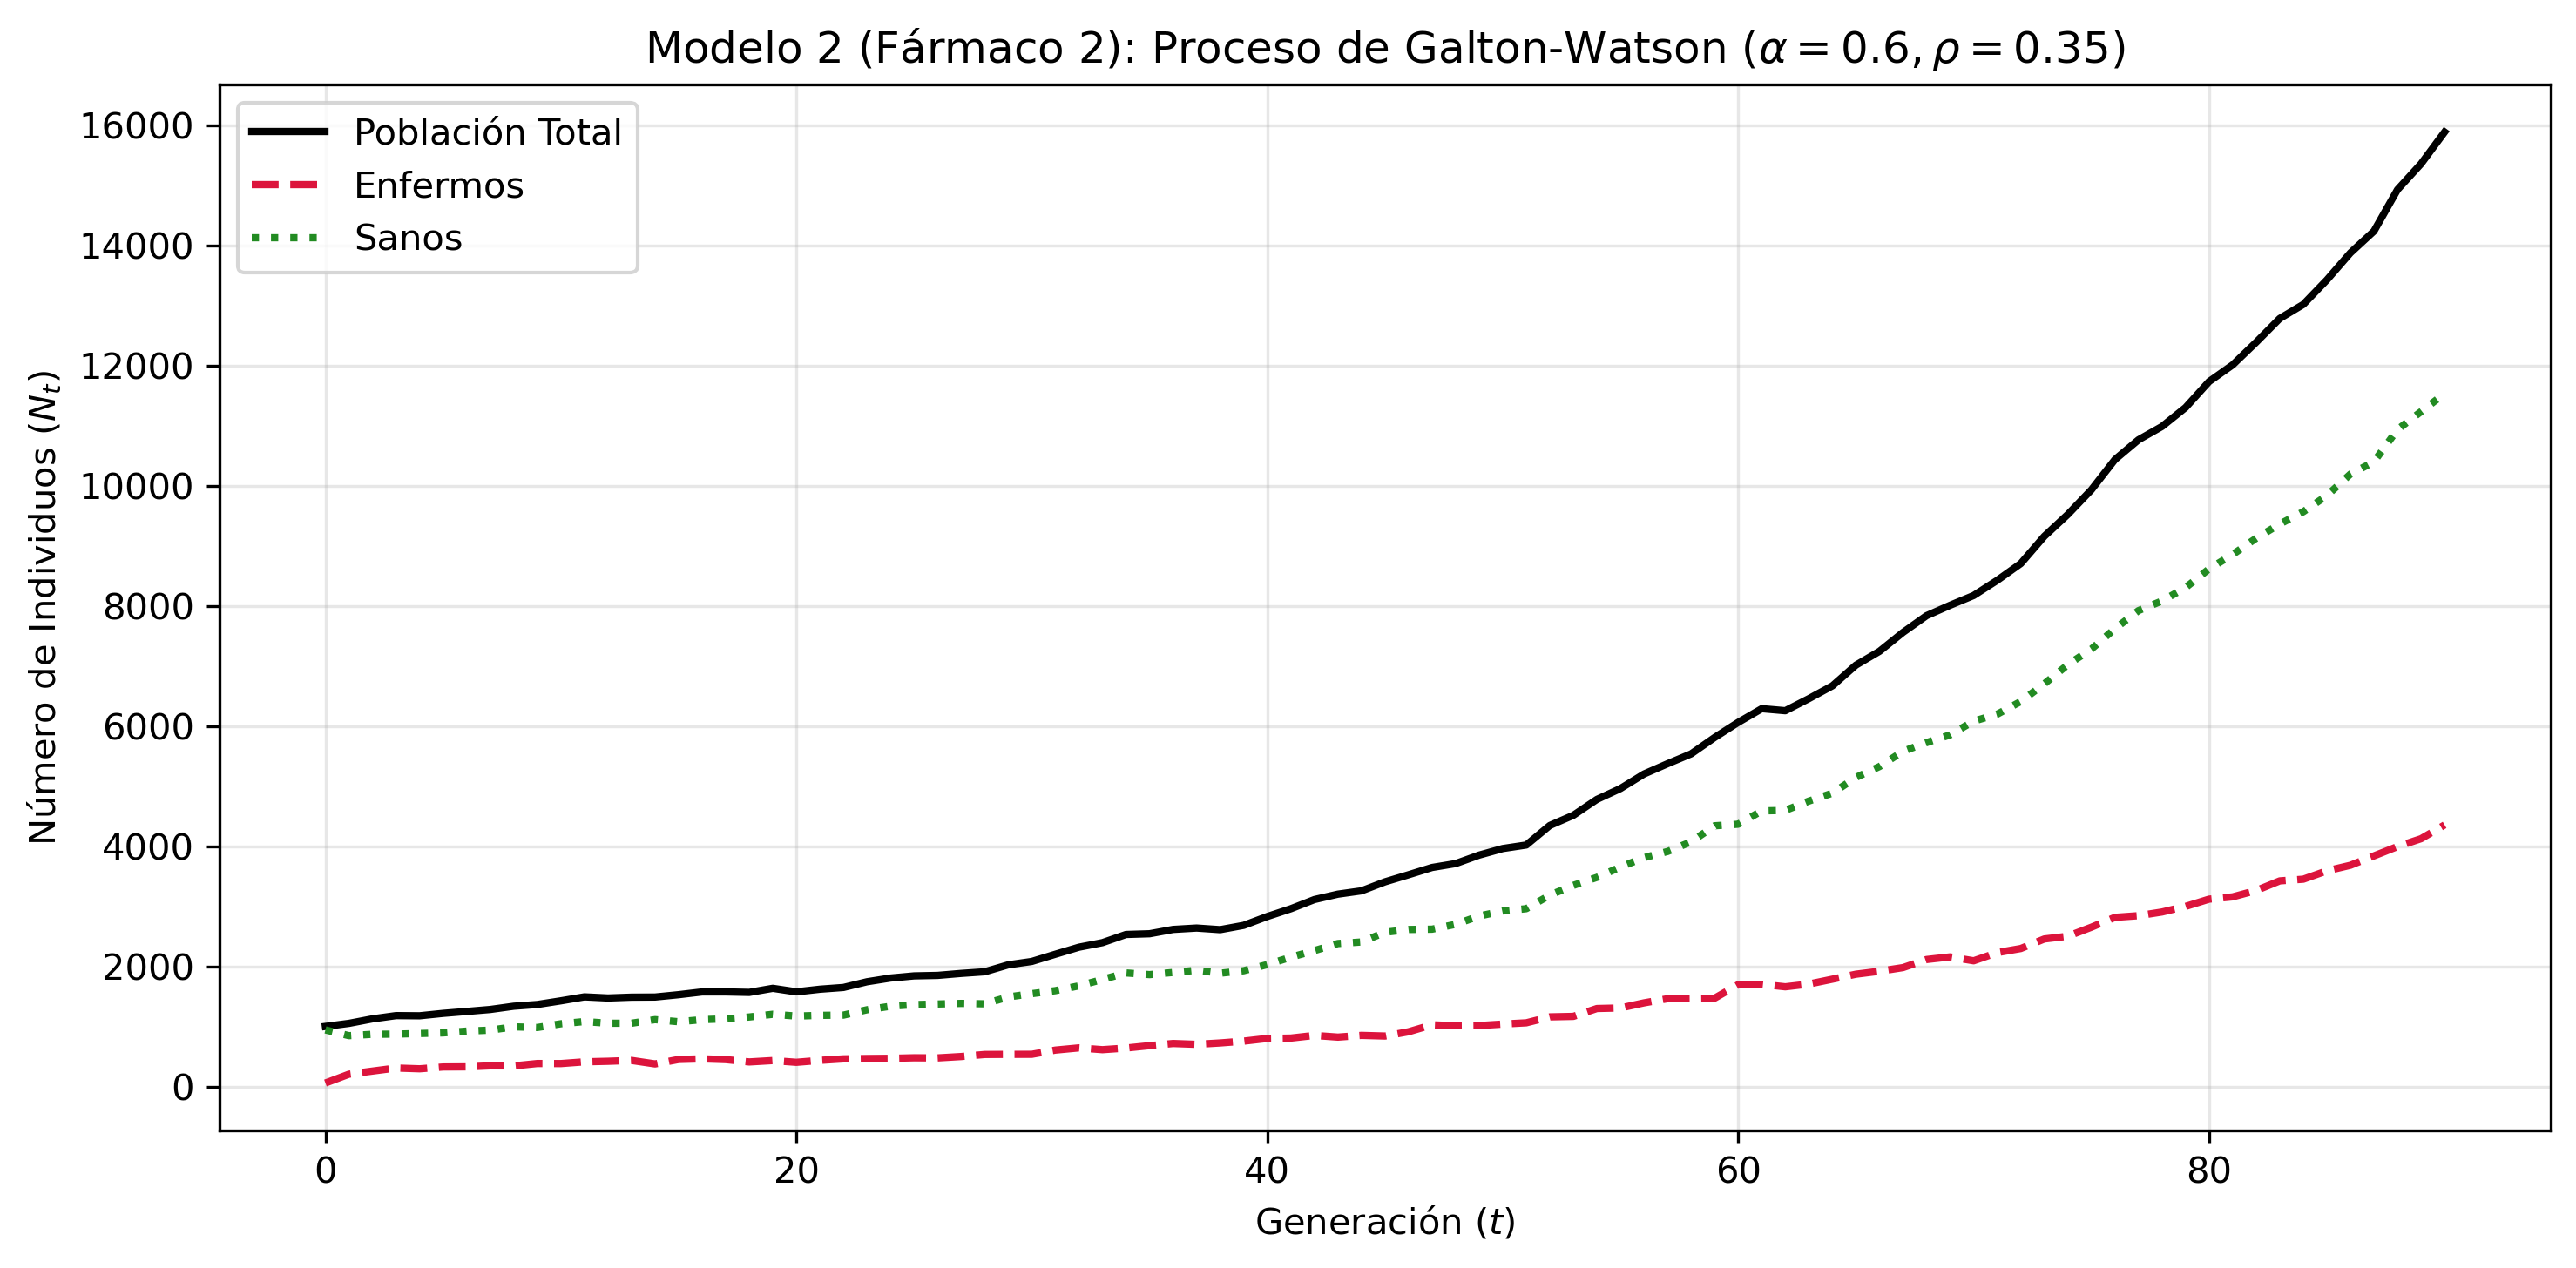 Modelo 2 (Fármaco 2): Proceso de Galton-Watson (α = 0.6, ρ = 0.35)
Población Total
Enfermos
Sanos
Número de Individuos (Nₜ)
16000
14000
12000
10000
8000
6000
4000
2000
0
0 20 40 60 80
Generación (t)